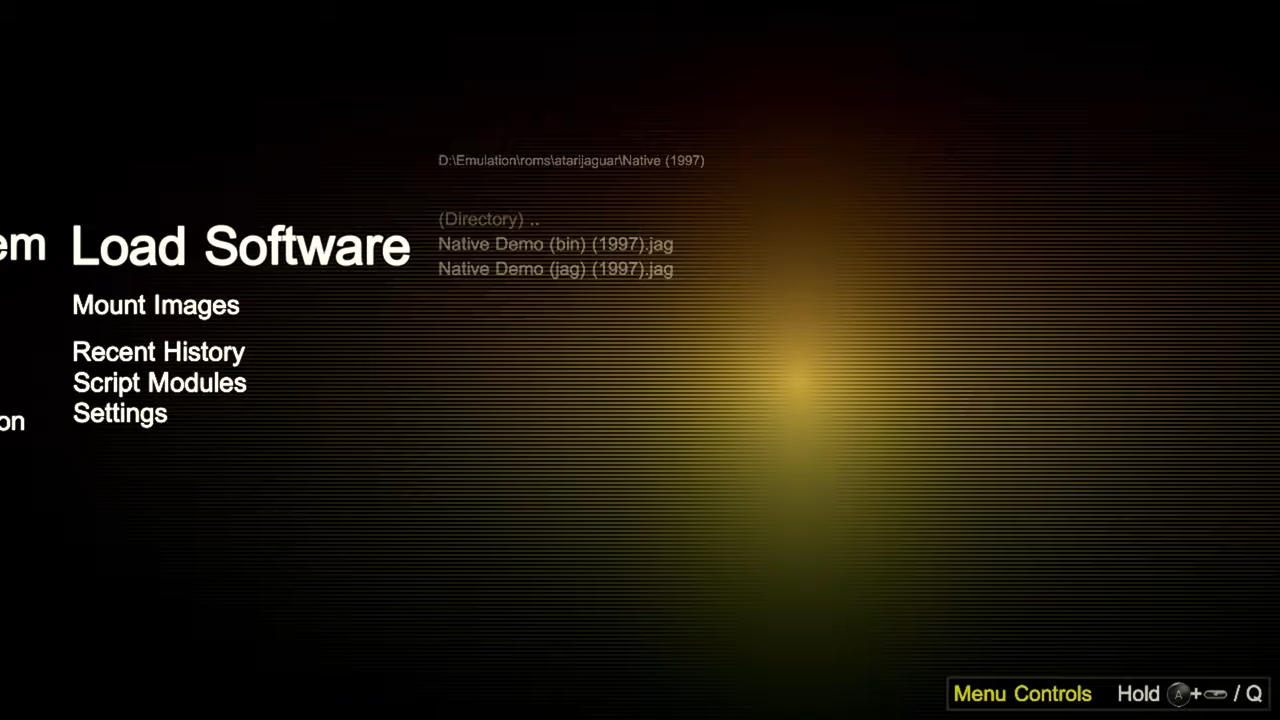 D:\Emulation\roms\atarijaguar\Native (1997)
em Load Software
(Directory) ..
Native Demo (bin) (1997).jag
Native Demo (jag) (1997).jag
Mount Images
Recent History
Script Modules
Settings
on
Menu Controls Hold A+ / Q